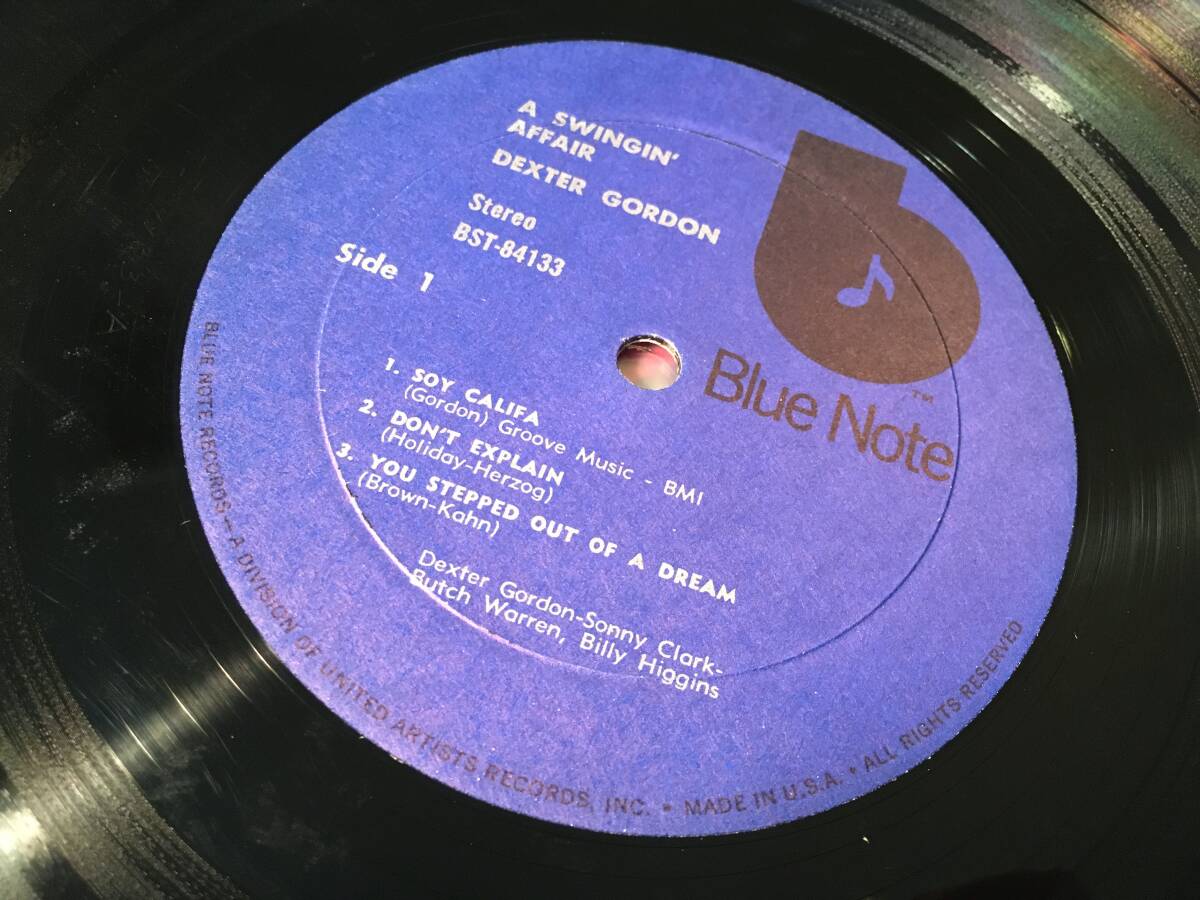 A SWINGIN'
AFFAIR
DEXTER GORDON
Stereo
BST-84133
Side 1
Blue Note
TM
1. SOY CALIFA
(Gordon) Groove Music - BMI
2. DON'T EXPLAIN
(Holiday-Herzog)
3. YOU STEPPED OUT OF A DREAM
(Brown-Kahn)
Dexter Gordon-Sonny Clark-
Butch Warren, Billy Higgins
BLUE NOTE RECORDS—A DIVISION OF UNITED ARTISTS RECORDS, INC. • MADE IN U.S.A. • ALL RIGHTS RESERVED